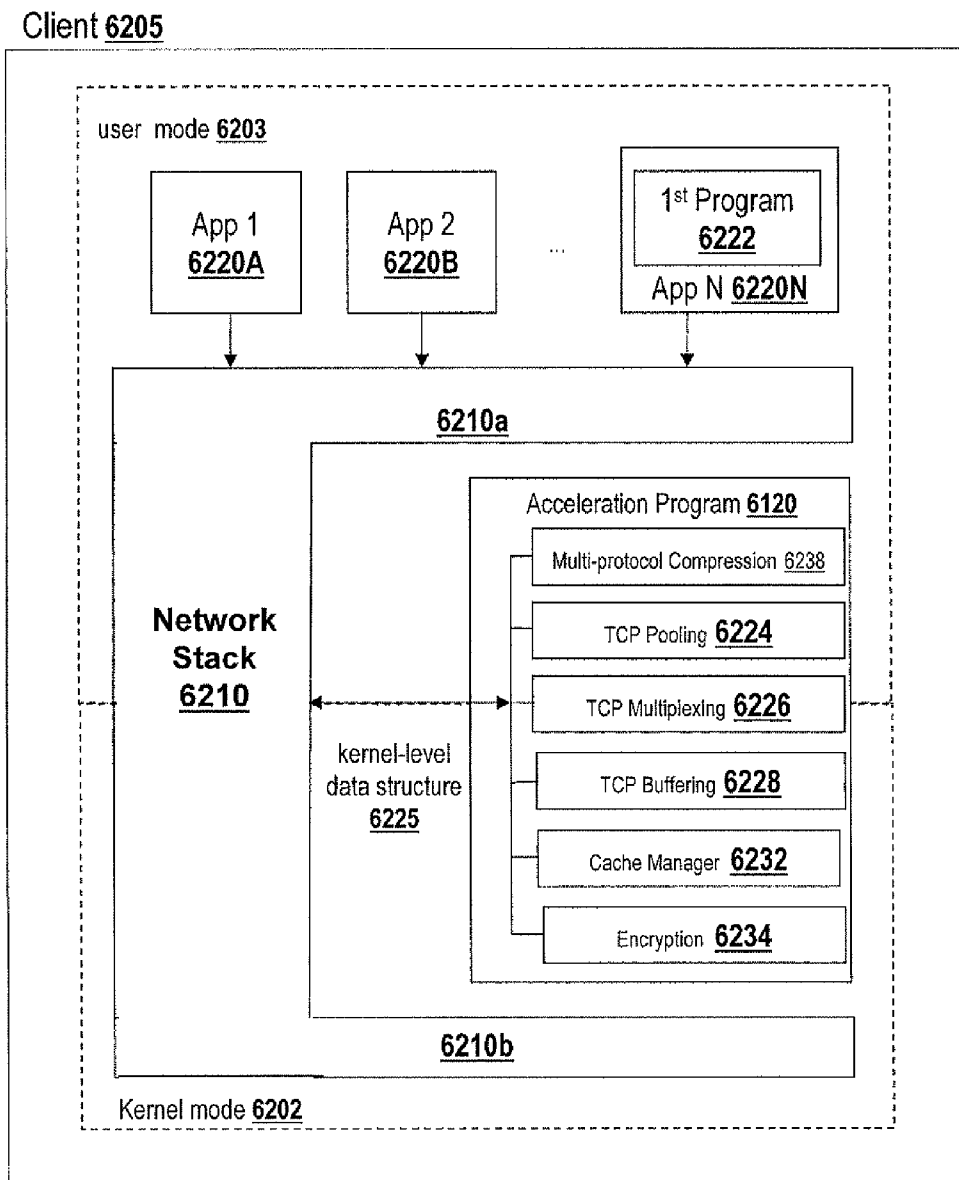 Client 6205
user mode 6203
App 1
6220A
App 2
6220B
...
1st Program
6222
App N 6220N
6210a
Acceleration Program 6120
Multi-protocol Compression 6238
TCP Pooling 6224
TCP Multiplexing 6226
TCP Buffering 6228
Cache Manager 6232
Encryption 6234
Network
Stack
6210
kernel-level
data structure
6225
6210b
Kernel mode 6202